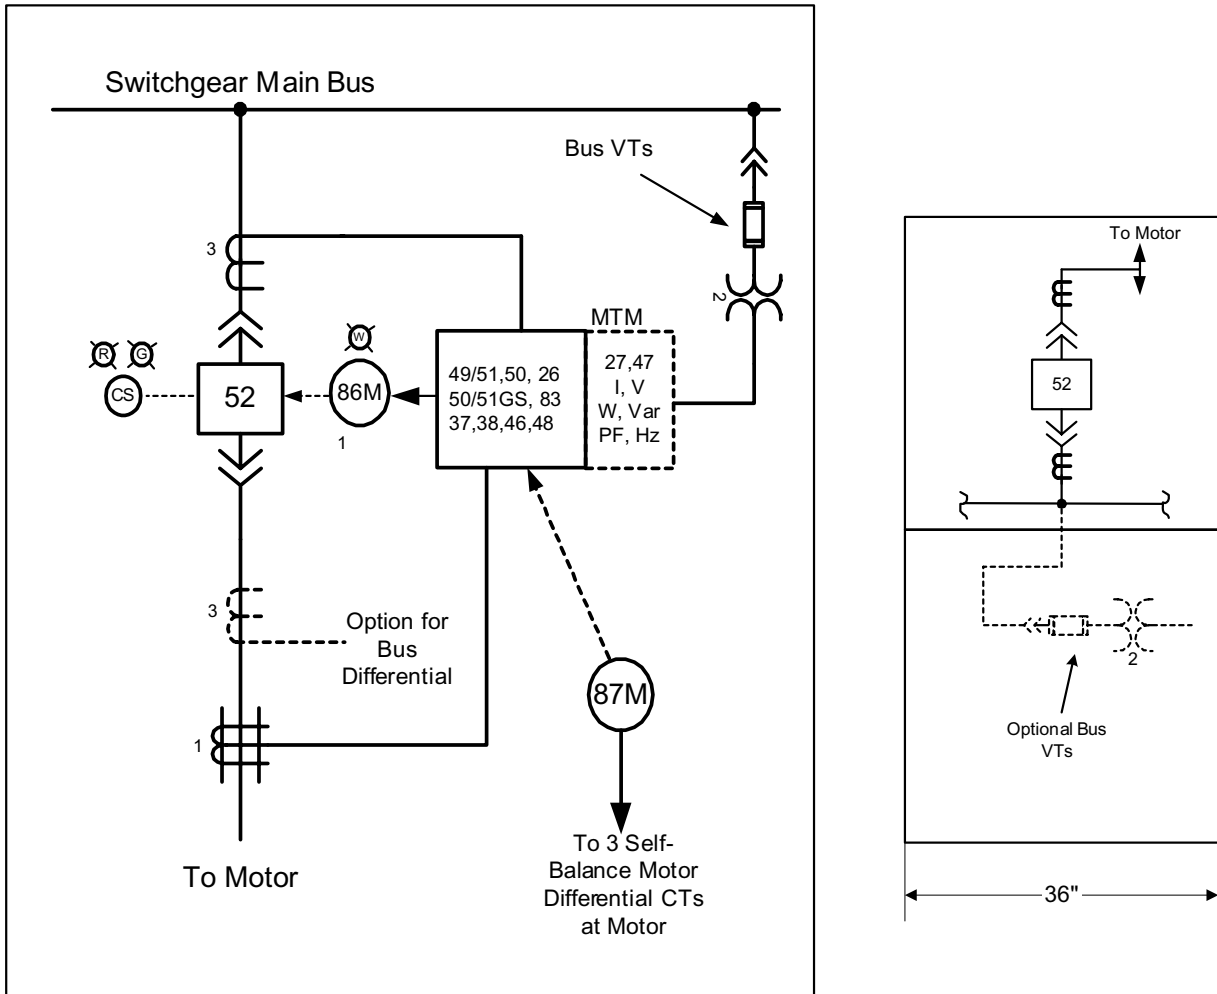 Switchgear Main Bus
Bus VTs
3
2
MTM
W
R
G
CS
52
86M
1
49/51,50, 26
50/51GS, 83
37,38,46,48
27,47
I, V
W, Var
PF, Hz
3
Option for
Bus
Differential
87M
1
To 3 Self-
Balance Motor
Differential CTs
at Motor
To Motor
To Motor
52
2
Optional Bus
VTs
36"